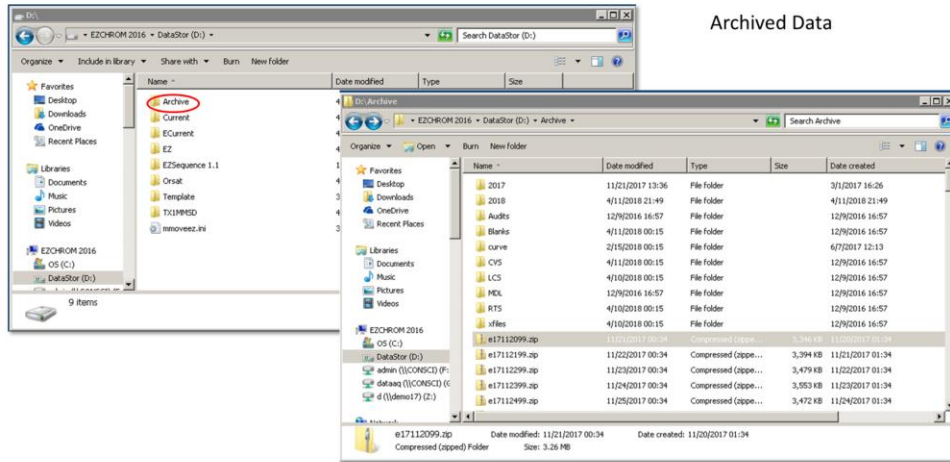 Archived Data
D:\
EZCHROM 2016 DataStor (D:)
Search DataStor (D:)
Organize Include in library Share with Burn New folder
Name Date modified Type Size
Favorites
Desktop
Downloads
OneDrive
Recent Places
Libraries
Documents
Music
Pictures
Videos
EZCHROM 2016
OS (C:)
DataStor (D:)
Archive
Current
ECurrent
EZ
EZSequence 1.1
Orsat
Template
TX1MMSD
mmoveez.ini
9 items
D:\Archive
EZCHROM 2016 DataStor (D:) Archive
Search Archive
Organize Open Burn New folder
Favorites
Desktop
Downloads
OneDrive
Recent Places
Libraries
Documents
Music
Pictures
Videos
EZCHROM 2016
OS (C:)
DataStor (D:)
admin (\\CONSCI) (F:
dataaq (\\CONSCI) (G
d (\\demo17) (Z:)
Name Date modified Type Size Date created
2017 11/21/2017 13:36 File folder 3/1/2017 16:26
2018 4/11/2018 21:49 File folder 4/11/2018 21:49
Audits 12/9/2016 16:57 File folder 12/9/2016 16:57
Blanks 4/11/2018 00:15 File folder 12/9/2016 16:57
curve 2/15/2018 00:15 File folder 6/7/2017 12:13
CVS 4/11/2018 00:15 File folder 12/9/2016 16:57
LCS 4/10/2018 00:15 File folder 12/9/2016 16:57
MDL 12/9/2016 16:57 File folder 12/9/2016 16:57
RTS 4/10/2018 00:15 File folder 12/9/2016 16:57
xfiles 4/10/2018 00:15 File folder 12/9/2016 16:57
e17112099.zip 11/21/2017 00:34 Compressed (zippe... 3,346 KB 11/20/2017 01:34
e17112199.zip 11/22/2017 00:34 Compressed (zippe... 3,394 KB 11/21/2017 01:34
e17112299.zip 11/23/2017 00:34 Compressed (zippe... 3,479 KB 11/22/2017 01:34
e17112399.zip 11/24/2017 00:34 Compressed (zippe... 3,553 KB 11/23/2017 01:34
e17112499.zip 11/25/2017 00:34 Compressed (zippe... 3,472 KB 11/24/2017 01:34
e17112099.zip Date modified: 11/21/2017 00:34 Date created: 11/20/2017 01:34
Compressed (zipped) Folder Size: 3.26 MB